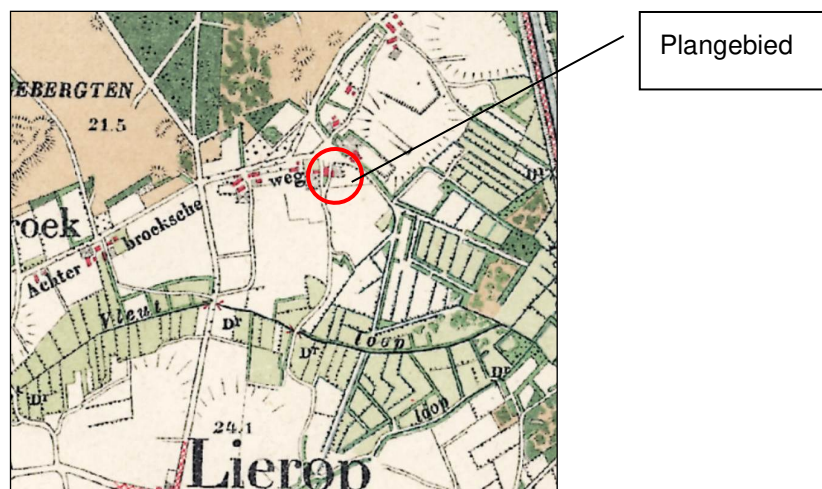 Plangebied
EBERGTEN
21.5
weg
Dr
roek
broeksche
Achter
Vleut
loop
Dr
Dr
Dr
Dr
loop
24.1
Lierop